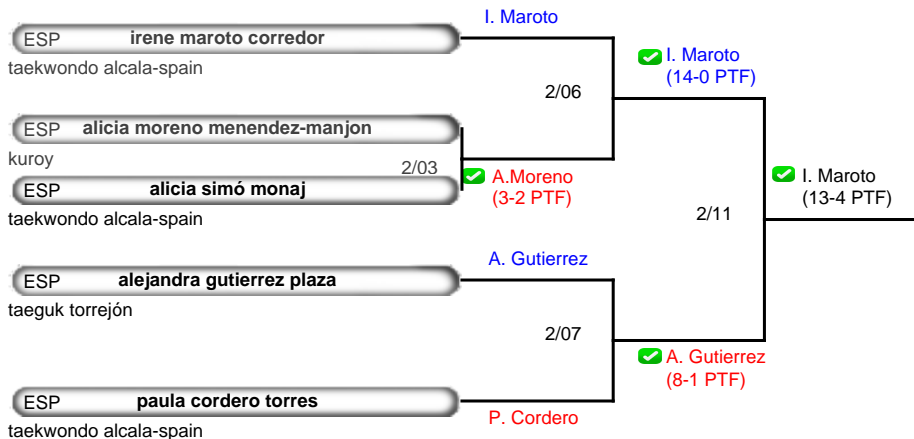 I. Maroto
ESP irene maroto corredor
taekwondo alcala-spain
I. Maroto
(14-0 PTF)
2/06
ESP alicia moreno menendez-manjon
kuroy
2/03
A.Moreno
(3-2 PTF)
ESP alicia simó monaj
taekwondo alcala-spain
I. Maroto
(13-4 PTF)
2/11
A. Gutierrez
ESP alejandra gutierrez plaza
taeguk torrejón
2/07
A. Gutierrez
(8-1 PTF)
ESP paula cordero torres
P. Cordero
taekwondo alcala-spain